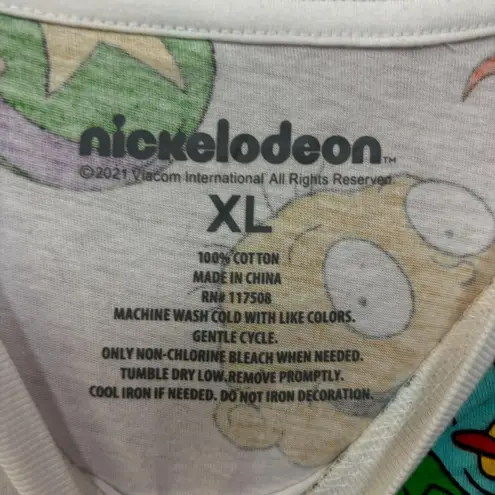 nickelodeon™
©2021 Viacom International All Rights Reserved
XL
100% COTTON
MADE IN CHINA
RN# 117508
MACHINE WASH COLD WITH LIKE COLORS.
GENTLE CYCLE.
ONLY NON-CHLORINE BLEACH WHEN NEEDED.
TUMBLE DRY LOW.REMOVE PROMPTLY.
COOL IRON IF NEEDED. DO NOT IRON DECORATION.